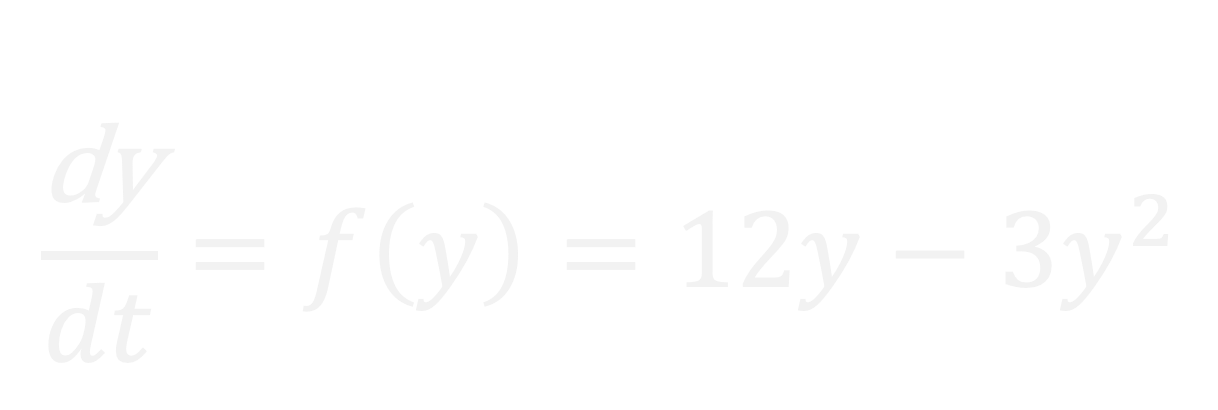 dy/dt = f(y) = 12y − 3y²